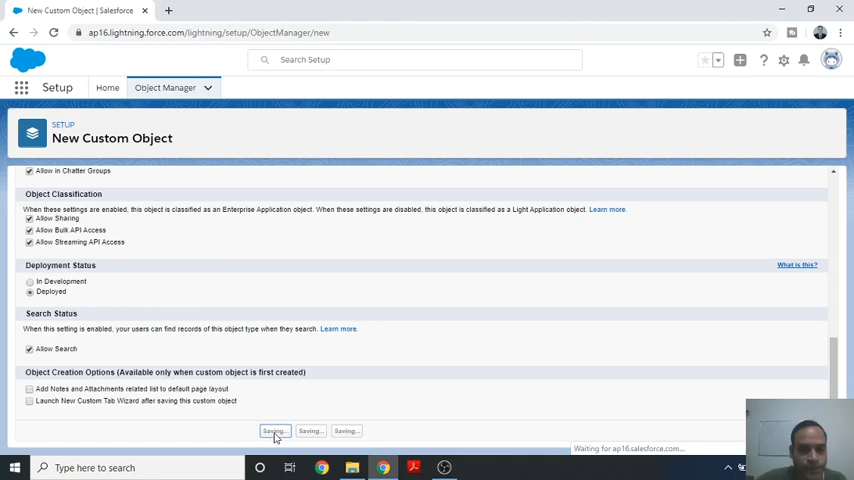 New Custom Object | Salesforce
ap16.lightning.force.com/lightning/setup/ObjectManager/new
Search Setup
Setup
Home
Object Manager
SETUP
New Custom Object
Allow in Chatter Groups
Object Classification
When these settings are enabled, this object is classified as an Enterprise Application object. When these settings are disabled, this object is classified as a Light Application object. Learn more.
Allow Sharing
Allow Bulk API Access
Allow Streaming API Access
Deployment Status
What is this?
In Development
Deployed
Search Status
When this setting is enabled, your users can find records of this object type when they search. Learn more.
Allow Search
Object Creation Options (Available only when custom object is first created)
Add Notes and Attachments related list to default page layout
Launch New Custom Tab Wizard after saving this custom object
Saving... Saving... Saving...
Waiting for ap16.salesforce.com...
Type here to search